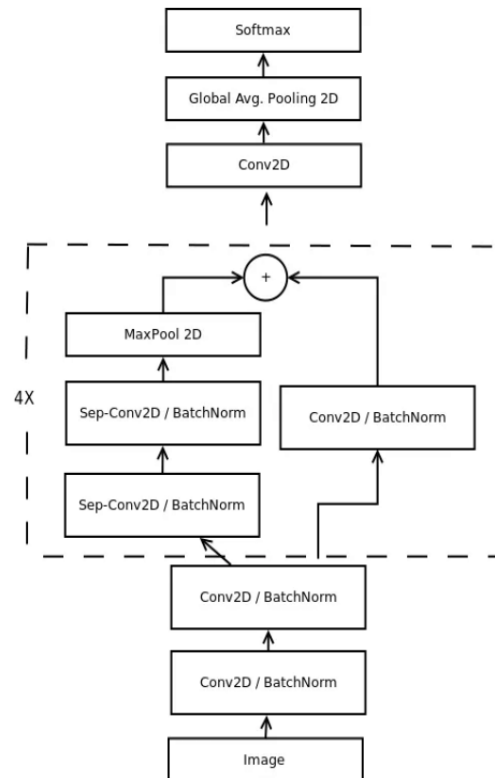 Softmax
Global Avg. Pooling 2D
Conv2D
+
MaxPool 2D
4X
Sep-Conv2D / BatchNorm
Conv2D / BatchNorm
Sep-Conv2D / BatchNorm
Conv2D / BatchNorm
Conv2D / BatchNorm
Image